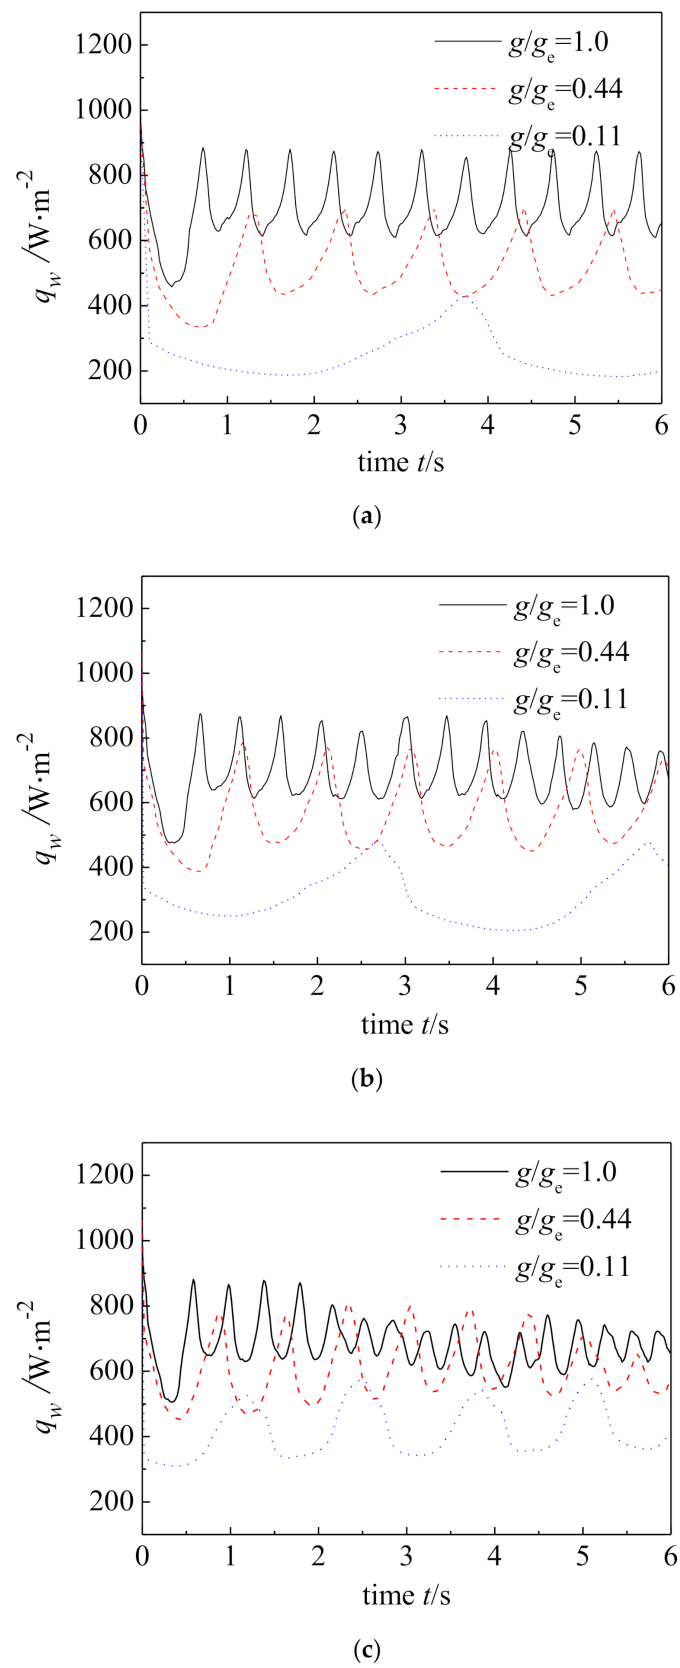 1200
1000
800
600
400
200
q_w /W·m-2
g/g_e=1.0
g/g_e=0.44
g/g_e=0.11
0 1 2 3 4 5 6
time t/s
(a)
1200
1000
800
600
400
200
q_w /W·m-2
g/g_e=1.0
g/g_e=0.44
g/g_e=0.11
0 1 2 3 4 5 6
time t/s
(b)
1200
1000
800
600
400
200
q_w /W·m-2
g/g_e=1.0
g/g_e=0.44
g/g_e=0.11
0 1 2 3 4 5 6
time t/s
(c)